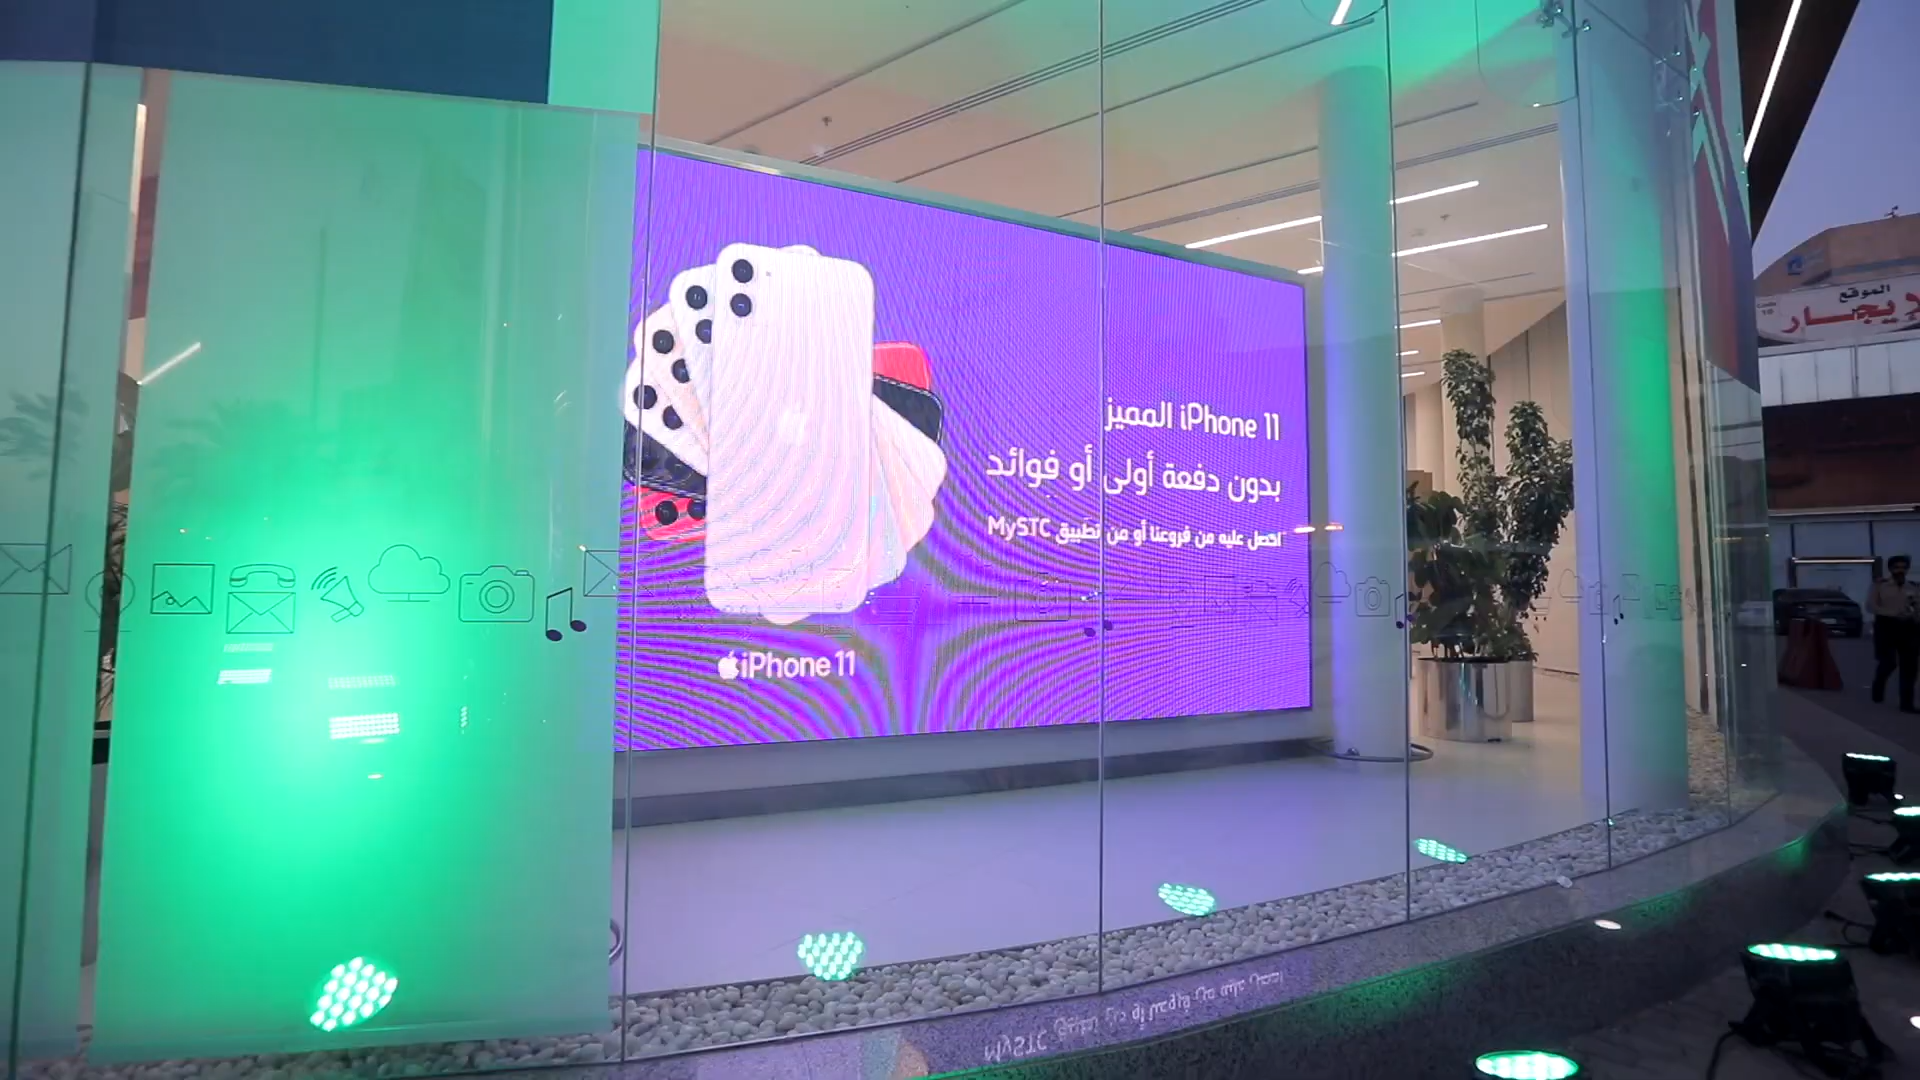 iPhone 11 المميز
بدون دفعة أولى أو فوائد
احصل عليه من فروعنا أو من تطبيق MySTC
iPhone 11
الموقع
لايجار